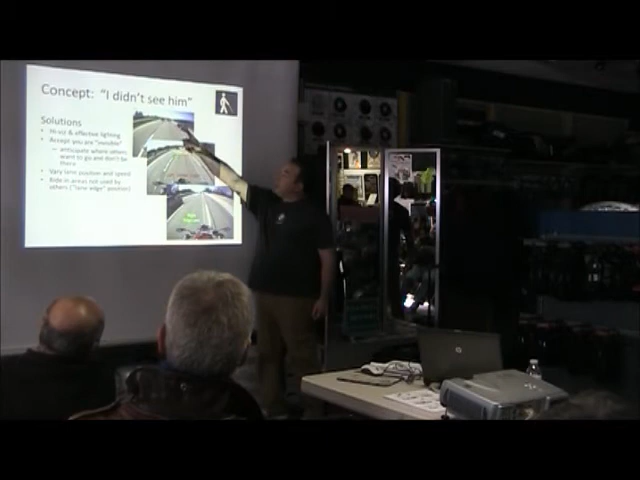 Concept: "I didn't see him"
Solutions
• Hi-viz & effective lighting
• Accept you are "invisible"
– anticipate where others
want to go and don't be
there
• Vary lane position and speed
• Ride in areas not used by
others ("lane edge" position)